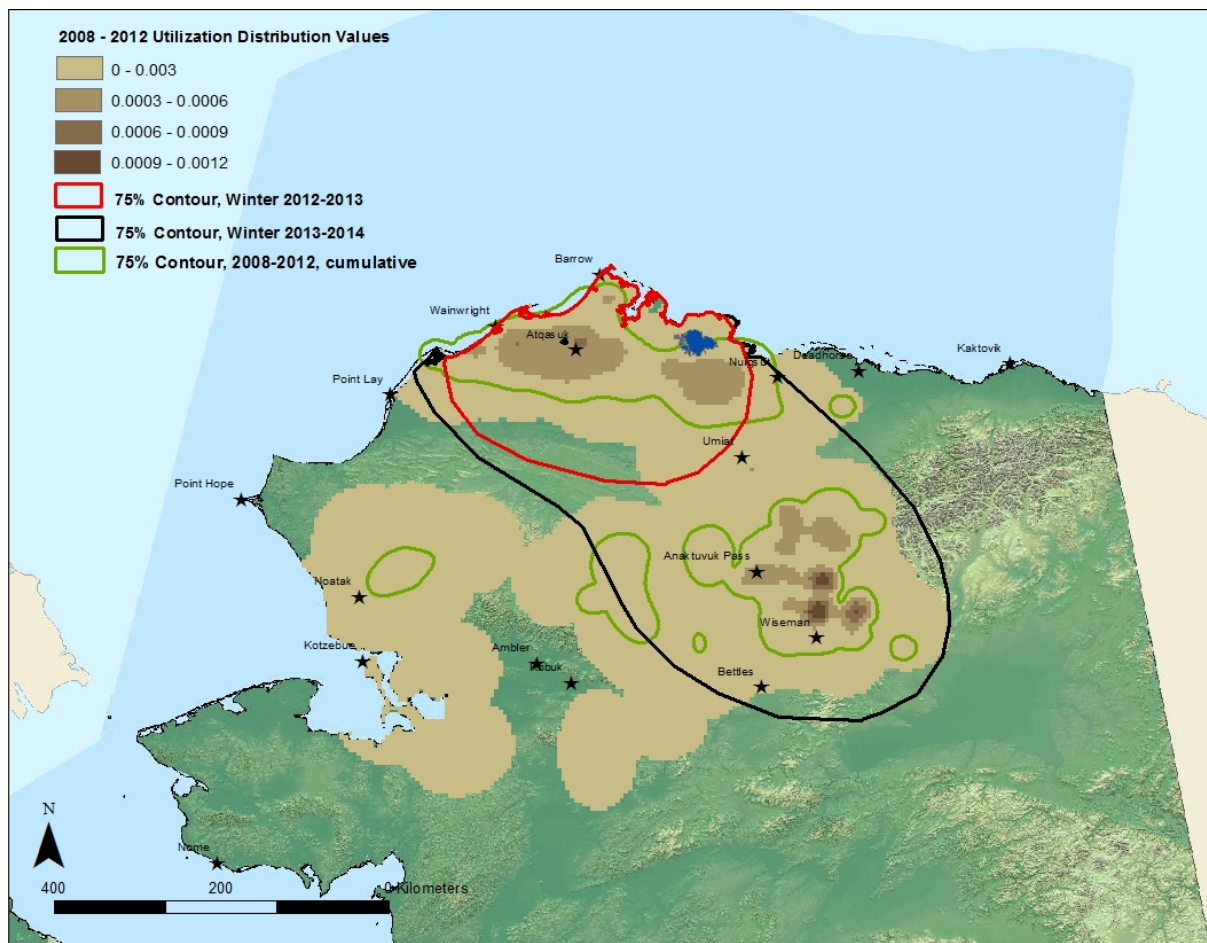 2008 - 2012 Utilization Distribution Values
0 - 0.003
0.0003 - 0.0006
0.0006 - 0.0009
0.0009 - 0.0012
75% Contour, Winter 2012-2013
75% Contour, Winter 2013-2014
75% Contour, 2008-2012, cumulative
Barrow
Wainwright
Atqasuk
Nuiqsut
Deadhorse
Kaktovik
Point Lay
Umiat
Point Hope
Anaktuvuk Pass
Noatak
Wiseman
Kotzebue
Ambler
Kobuk
Bettles
N
Nome
400 200 0 Kilometers